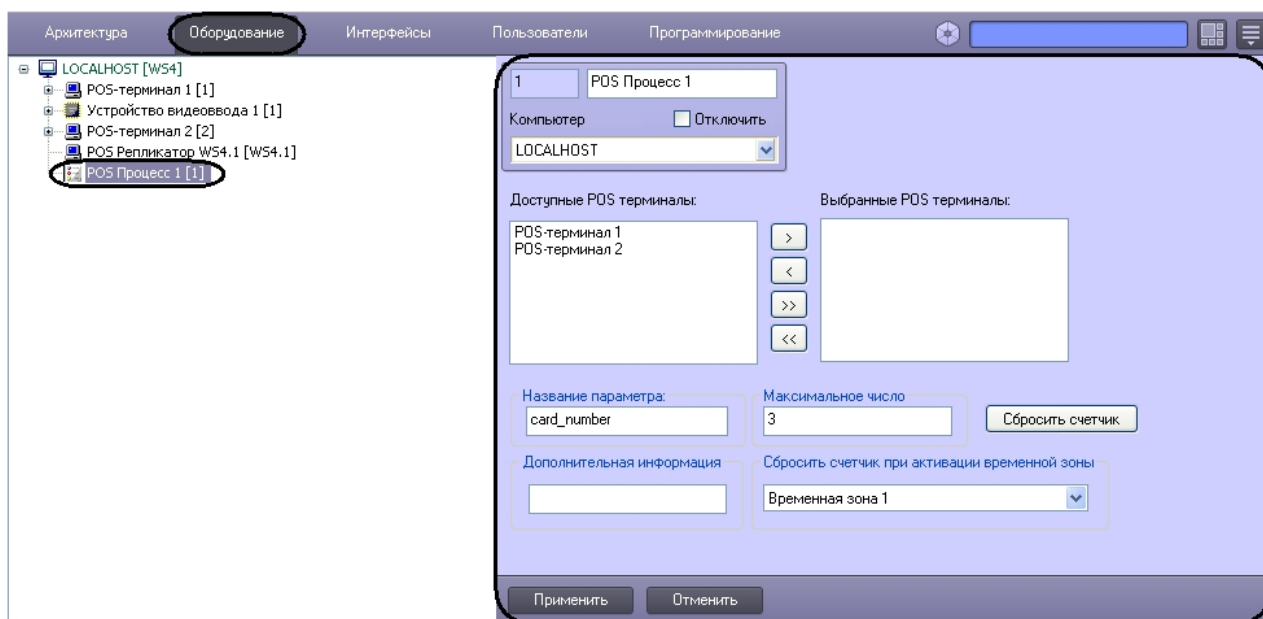 Архитектура Оборудование Интерфейсы Пользователи Программирование
LOCALHOST [WS4]
POS-терминал 1 [1]
Устройство видеоввода 1 [1]
POS-терминал 2 [2]
POS Репликатор WS4.1 [WS4.1]
POS Процесс 1 [1]
1 POS Процесс 1
Компьютер Отключить
LOCALHOST
Доступные POS терминалы: Выбранные POS терминалы:
POS-терминал 1
POS-терминал 2
>
<
>>
<<
Название параметра: Максимальное число
card_number 3 Сбросить счетчик
Дополнительная информация Сбросить счетчик при активации временной зоны
Временная зона 1
Применить Отменить